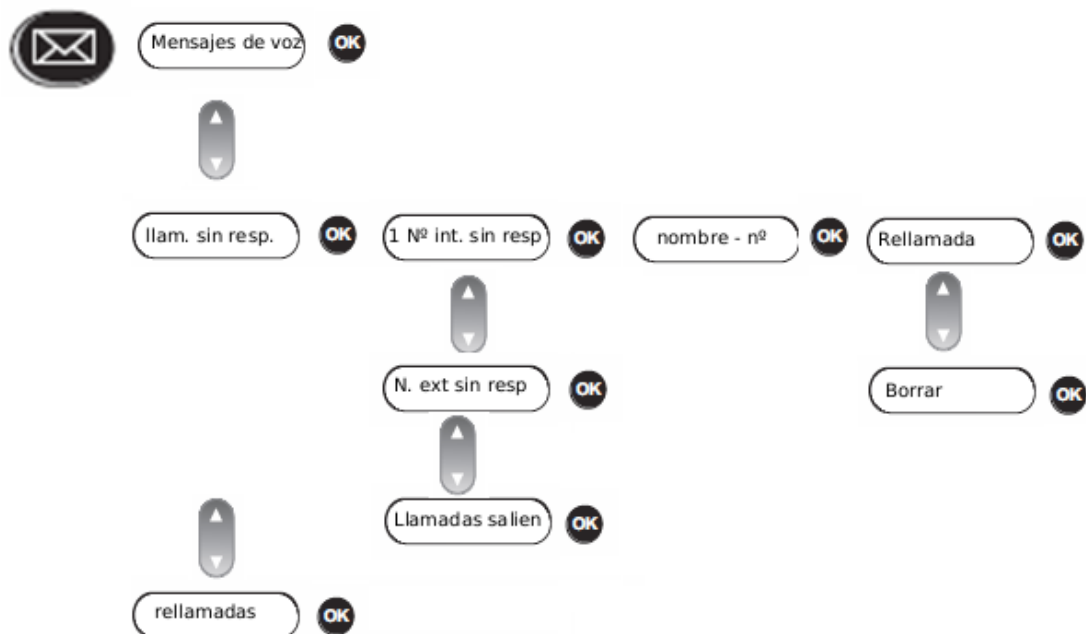 Mensajes de voz OK
llam. sin resp. OK 1 Nº int. sin resp OK nombre - nº OK Rellamada OK
N. ext sin resp OK Borrar OK
Llamadas salien OK
rellamadas OK